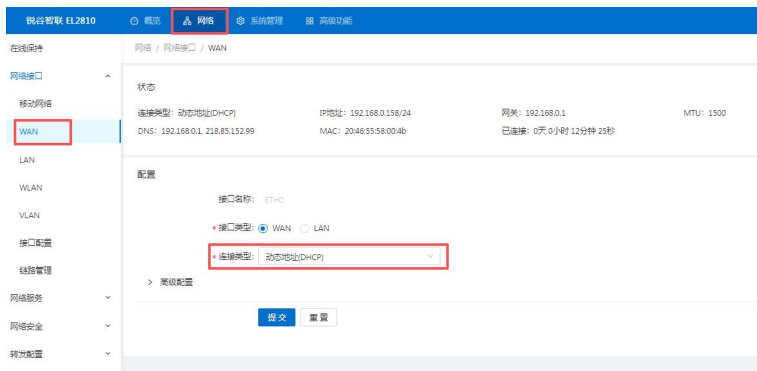 锐谷智联 EL2810 概览 网络 系统管理 高级功能
在线保持
网络接口
移动网络
WAN
LAN
WLAN
VLAN
接口配置
链路管理
网络服务
网络安全
转发配置
网络 / 网络接口 / WAN
状态
连接类型: 动态地址(DHCP) IP地址: 192.168.0.158/24 网关: 192.168.0.1 MTU: 1500
DNS: 192.168.0.1, 218.85.152.99 MAC: 20:46:55:58:00:4b 已连接: 0天 0小时 12分钟 25秒
配置
接口名称: ETH0
* 接口类型: WAN LAN
* 连接类型: 动态地址(DHCP)
> 高级配置
提交 重置